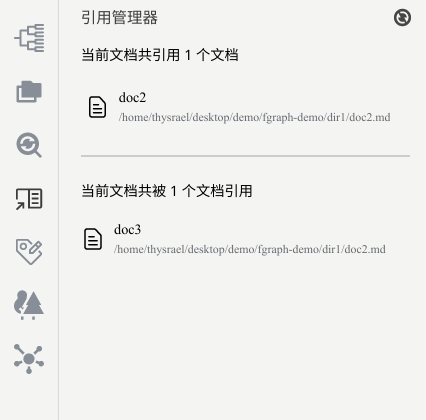 引用管理器
当前文档共引用 1 个文档
doc2
/home/thysrael/desktop/demo/fgraph-demo/dir1/doc2.md
当前文档共被 1 个文档引用
doc3
/home/thysrael/desktop/demo/fgraph-demo/dir1/doc2.md